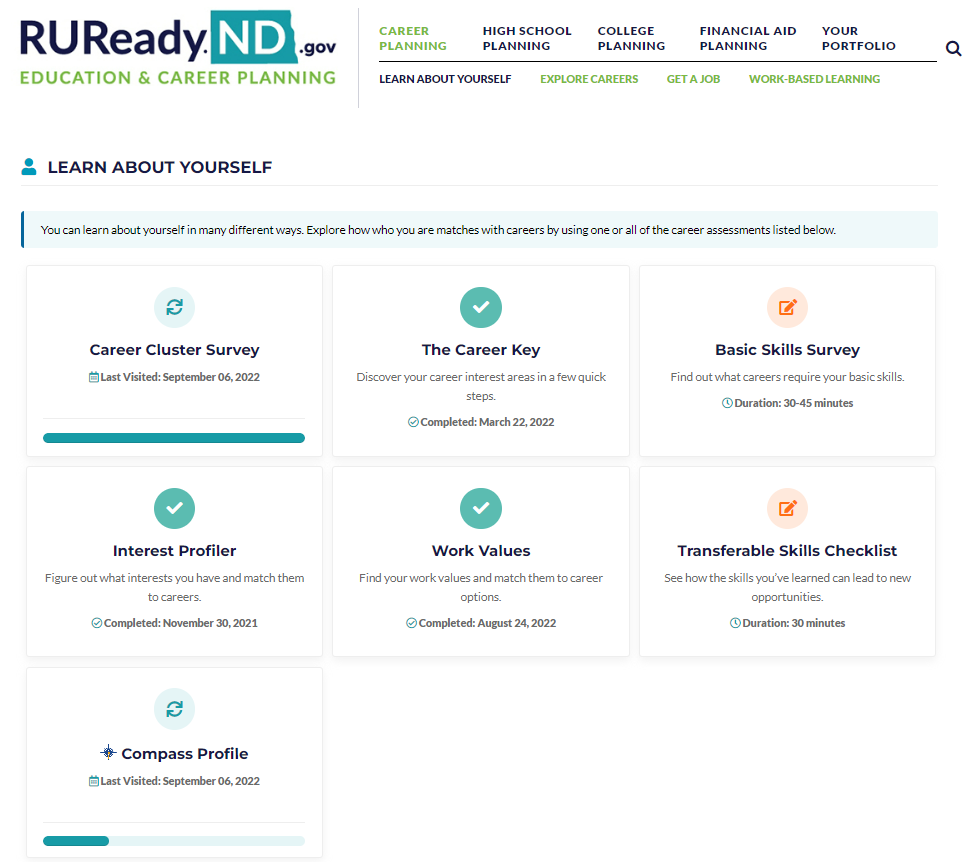 RUReady.ND.gov
EDUCATION & CAREER PLANNING
CAREER PLANNING
HIGH SCHOOL PLANNING
COLLEGE PLANNING
FINANCIAL AID PLANNING
YOUR PORTFOLIO
LEARN ABOUT YOURSELF
EXPLORE CAREERS
GET A JOB
WORK-BASED LEARNING
LEARN ABOUT YOURSELF
You can learn about yourself in many different ways. Explore how who you are matches with careers by using one or all of the career assessments listed below.
Career Cluster Survey
Last Visited: September 06, 2022
The Career Key
Discover your career interest areas in a few quick
steps.
Completed: March 22, 2022
Basic Skills Survey
Find out what careers require your basic skills.
Duration: 30-45 minutes
Interest Profiler
Figure out what interests you have and match them
to careers.
Completed: November 30, 2021
Work Values
Find your work values and match them to career
options.
Completed: August 24, 2022
Transferable Skills Checklist
See how the skills you've learned can lead to new
opportunities.
Duration: 30 minutes
Compass Profile
Last Visited: September 06, 2022